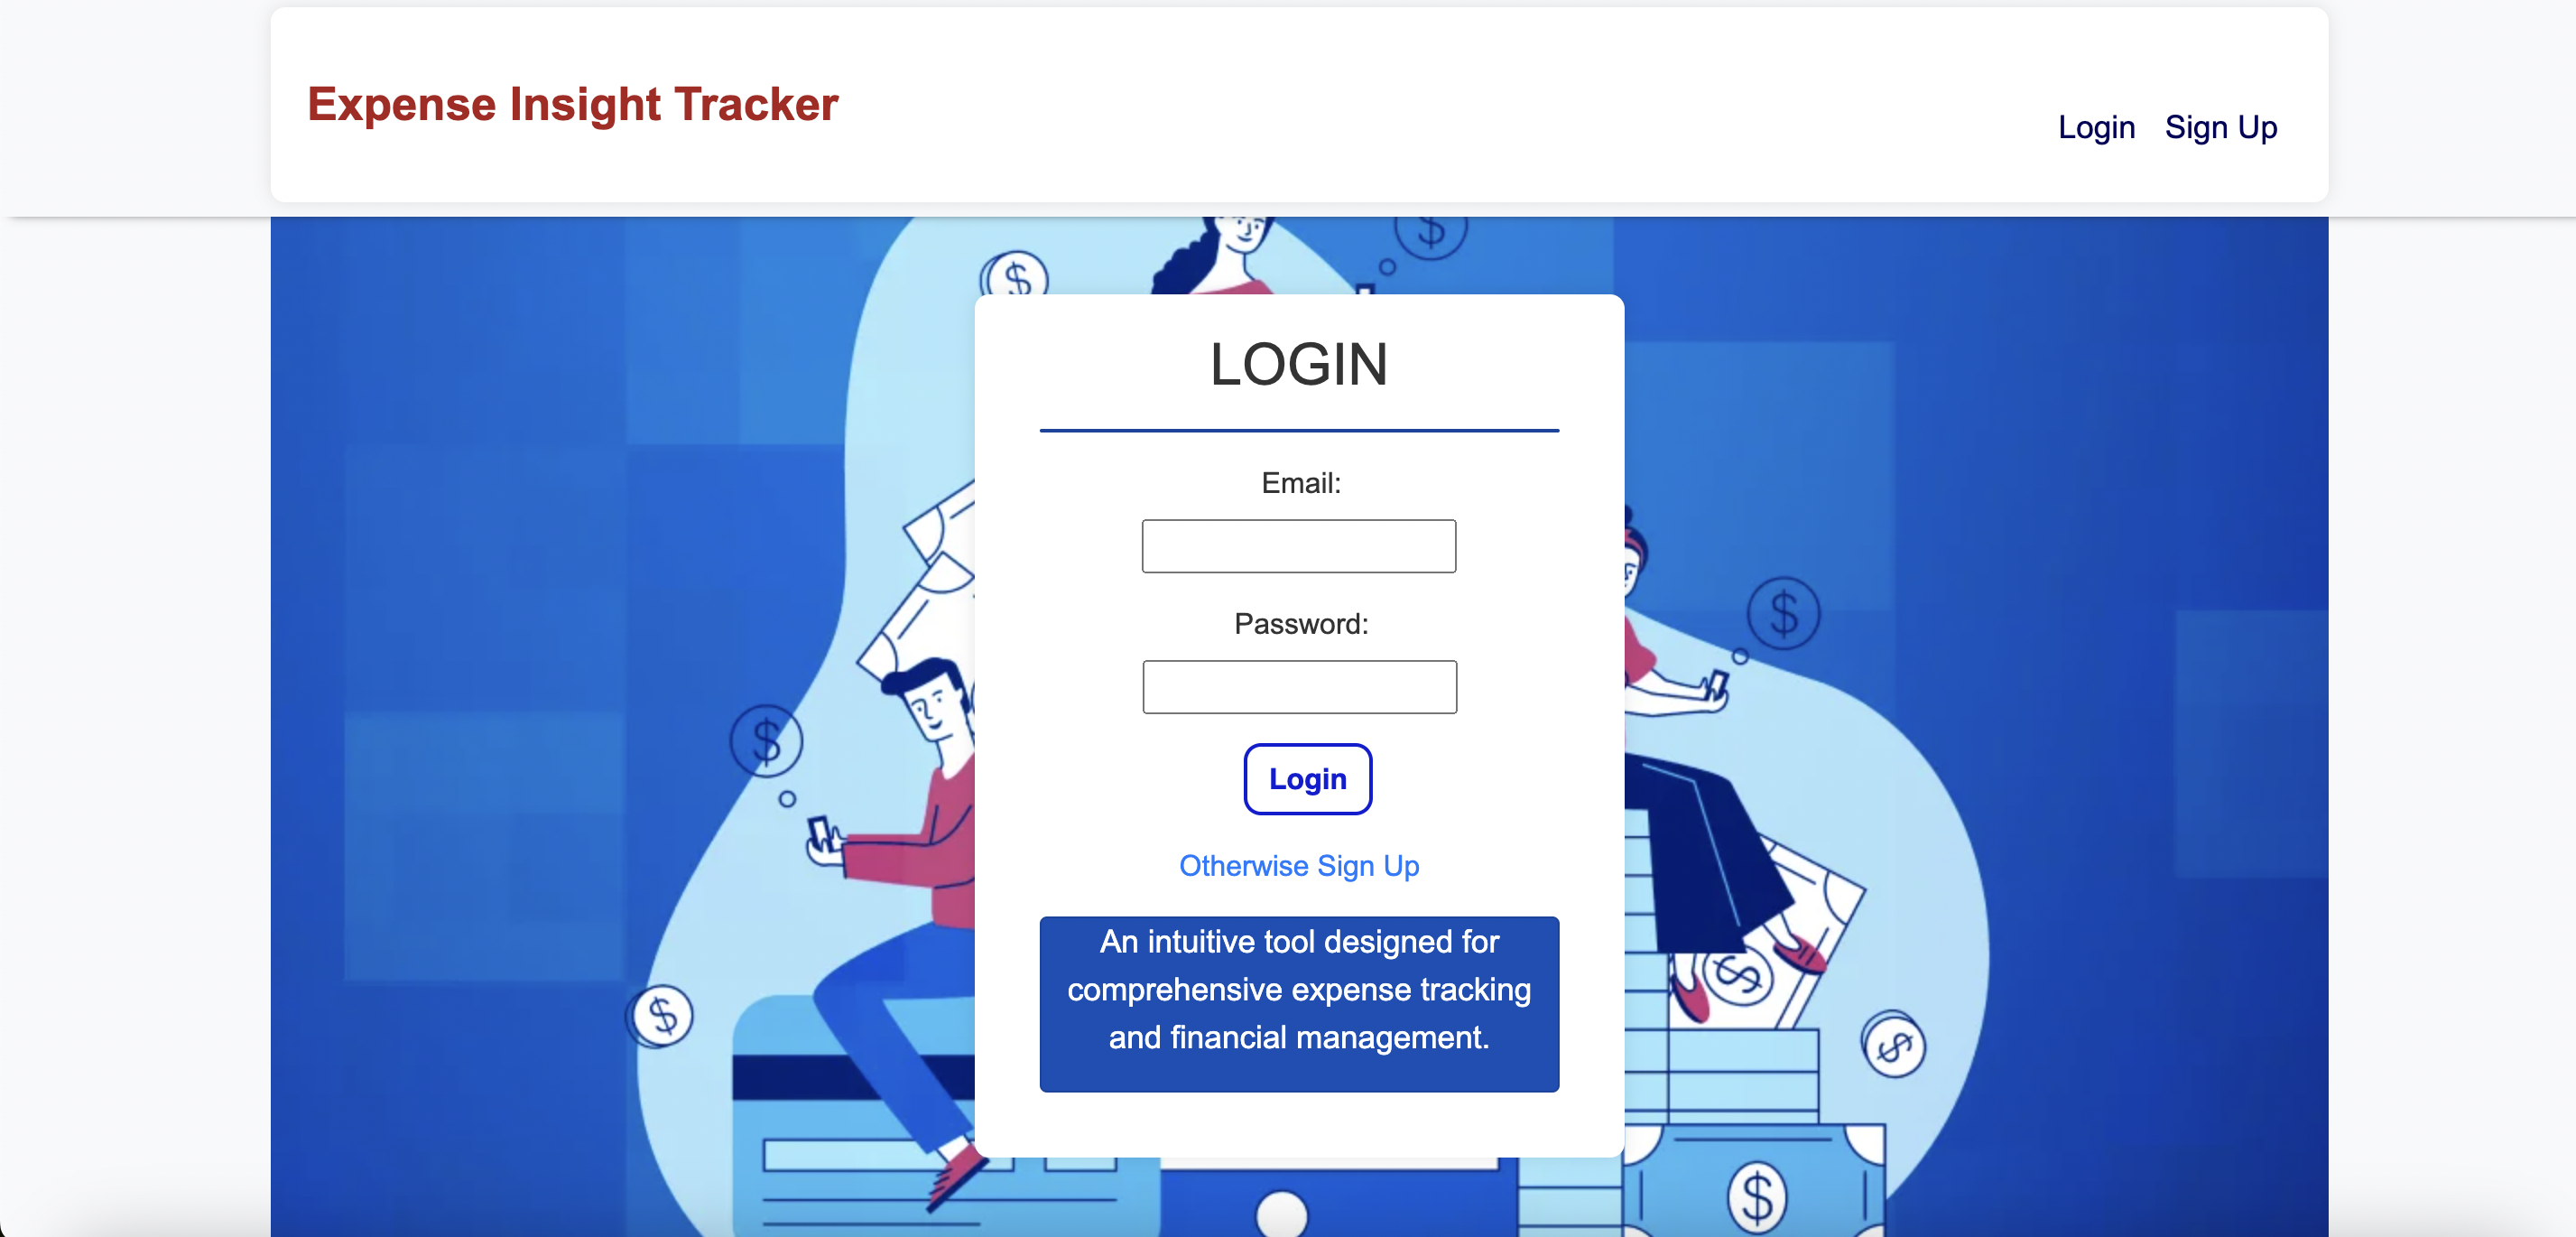 Expense Insight Tracker
Login Sign Up
LOGIN
Email:
Password:
Login
Otherwise Sign Up
An intuitive tool designed for
comprehensive expense tracking
and financial management.
$
$
$
$
$
$
$
$